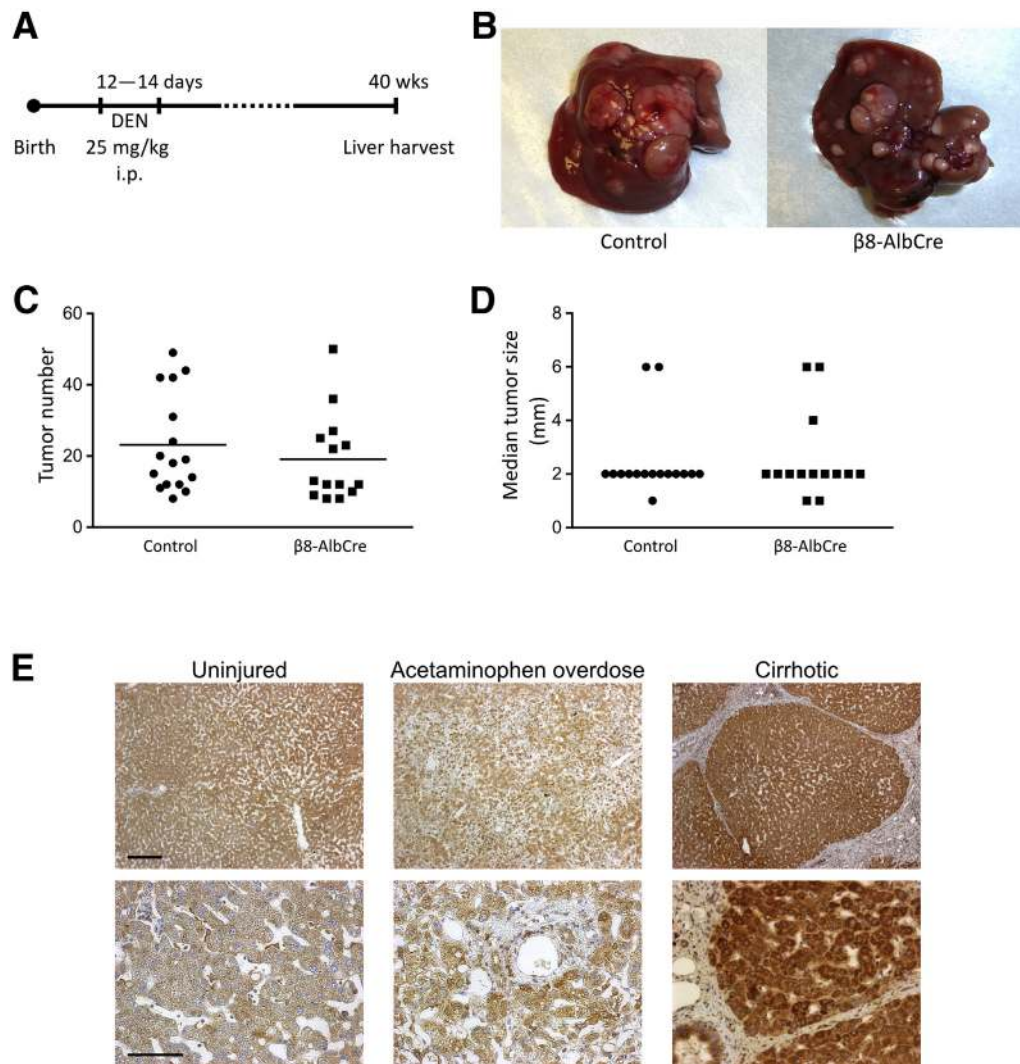 A
12—14 days
40 wks
DEN
Birth
25 mg/kg
Liver harvest
i.p.
B
Control
β8-AlbCre
C
60
40
20
0
Tumor number
Control
β8-AlbCre
D
8
6
4
2
0
Median tumor size
(mm)
Control
β8-AlbCre
E
Uninjured
Acetaminophen overdose
Cirrhotic